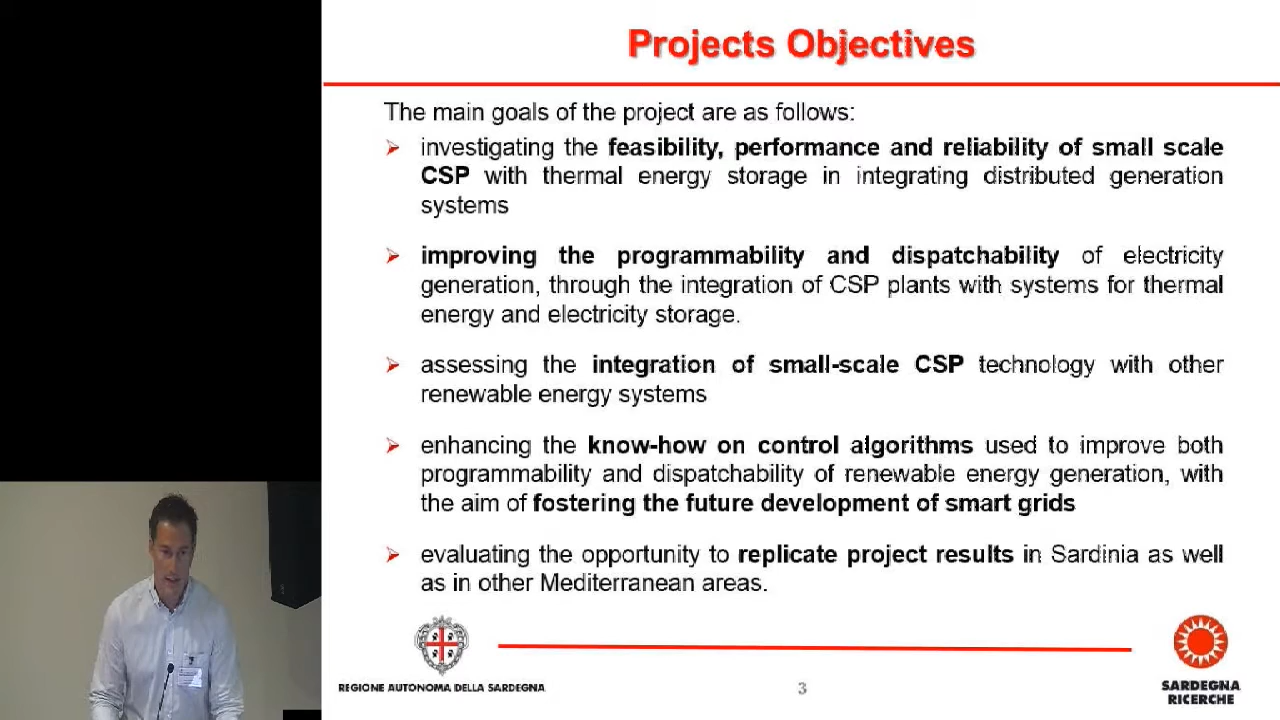 Projects Objectives
The main goals of the project are as follows:
investigating the feasibility, performance and reliability of small scale
CSP with thermal energy storage in integrating distributed generation
systems
improving the programmability and dispatchability of electricity
generation, through the integration of CSP plants with systems for thermal
energy and electricity storage.
assessing the integration of small-scale CSP technology with other
renewable energy systems
enhancing the know-how on control algorithms used to improve both
programmability and dispatchability of renewable energy generation, with
the aim of fostering the future development of smart grids
evaluating the opportunity to replicate project results in Sardinia as well
as in other Mediterranean areas.
REGIONE AUTONOMA DELLA SARDEGNA
3
SARDEGNA
RICERCHE